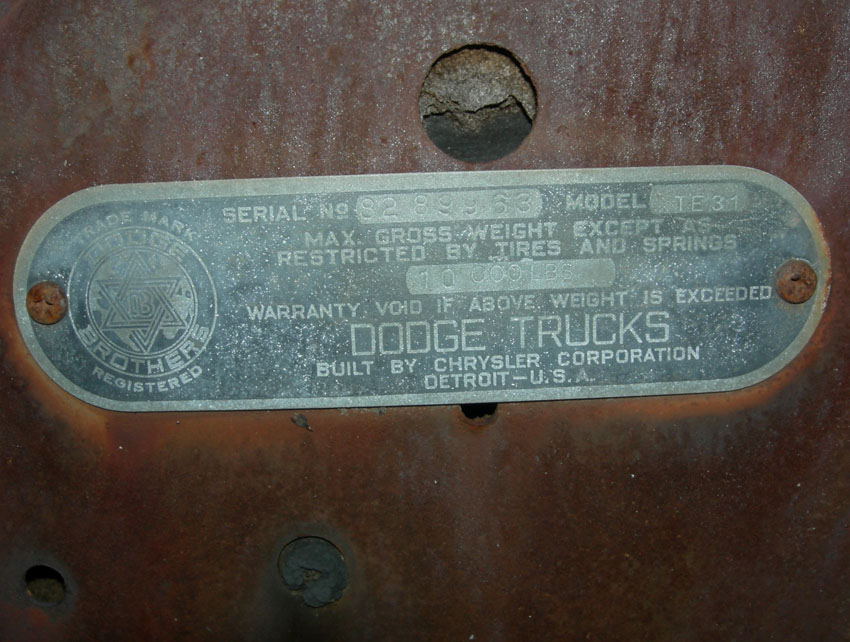 TRADE MARK
DODGE
DB
BROTHERS
REGISTERED
SERIAL No 8289963 MODEL TE31
MAX. GROSS WEIGHT EXCEPT AS
RESTRICTED BY TIRES AND SPRINGS
10 000 LBS
WARRANTY VOID IF ABOVE WEIGHT IS EXCEEDED
DODGE TRUCKS
BUILT BY CHRYSLER CORPORATION
DETROIT-U.S.A.